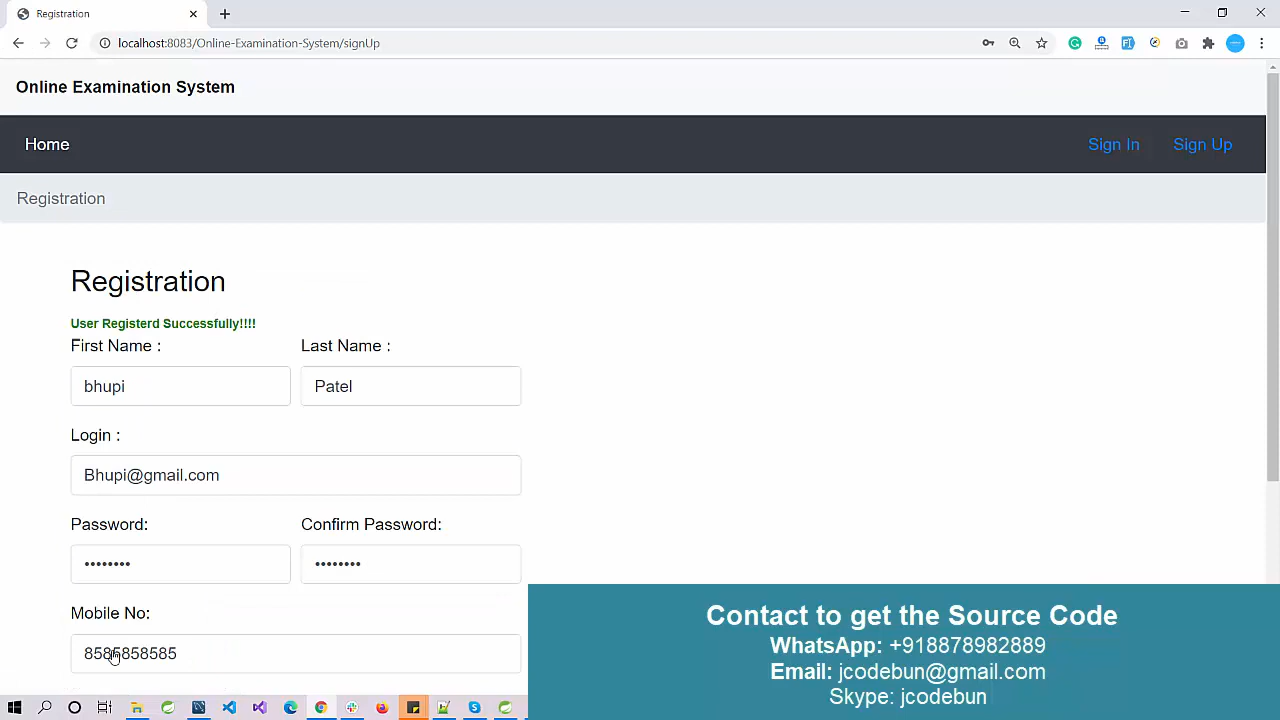 Registration
localhost:8083/Online-Examination-System/signUp
Online Examination System
Home Sign In Sign Up
Registration
Registration
User Registerd Successfully!!!!
First Name : Last Name :
bhupi Patel
Login :
Bhupi@gmail.com
Password: Confirm Password:
•••••••• ••••••••
Mobile No:
8585858585
Contact to get the Source Code
WhatsApp: +918878982889
Email: jcodebun@gmail.com
Skype: jcodebun